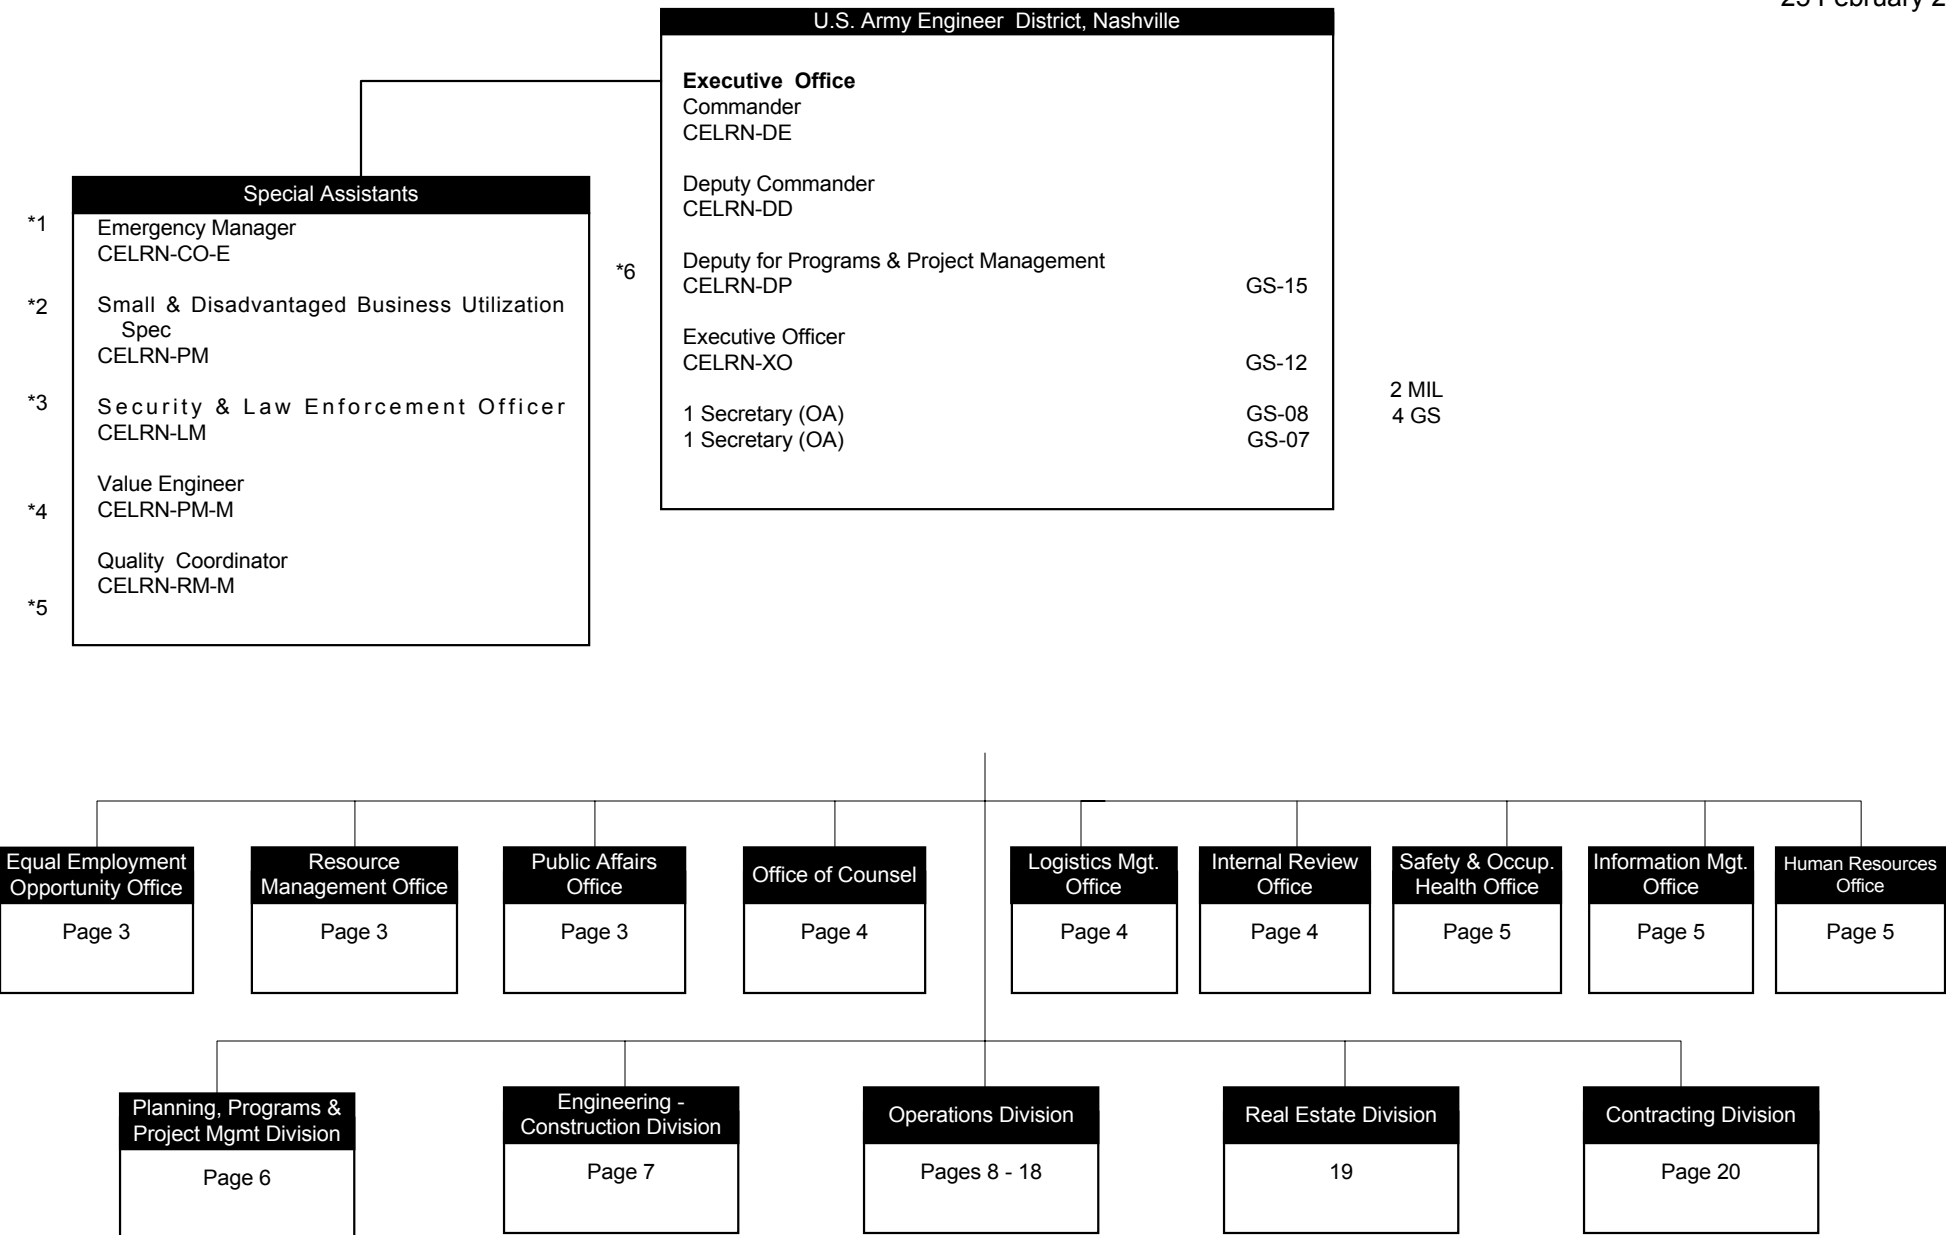 25 February 2
U.S. Army Engineer District, Nashville
Executive Office
Commander
CELRN-DE
Deputy Commander
CELRN-DD
*6
Deputy for Programs & Project Management
CELRN-DP GS-15
Executive Officer
CELRN-XO GS-12
1 Secretary (OA) GS-08
1 Secretary (OA) GS-07
2 MIL
4 GS
Special Assistants
*1
Emergency Manager
CELRN-CO-E
*2
Small & Disadvantaged Business Utilization
Spec
CELRN-PM
*3
Security & Law Enforcement Officer
CELRN-LM
Value Engineer
*4
CELRN-PM-M
Quality Coordinator
CELRN-RM-M
*5
Equal Employment
Opportunity Office
Page 3
Resource
Management Office
Page 3
Public Affairs
Office
Page 3
Office of Counsel
Page 4
Logistics Mgt.
Office
Page 4
Internal Review
Office
Page 4
Safety & Occup.
Health Office
Page 5
Information Mgt.
Office
Page 5
Human Resources
Office
Page 5
Planning, Programs &
Project Mgmt Division
Page 6
Engineering -
Construction Division
Page 7
Operations Division
Pages 8 - 18
Real Estate Division
19
Contracting Division
Page 20